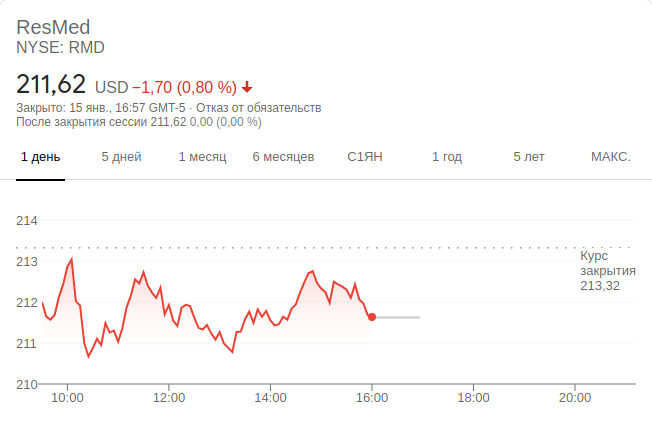 ResMed
NYSE: RMD
211,62 USD −1,70 (0,80 %)
Закрыто: 15 янв., 16:57 GMT-5 · Отказ от обязательств
После закрытия сессии 211,62 0,00 (0,00 %)
1 день 5 дней 1 месяц 6 месяцев С1ЯН 1 год 5 лет МАКС.
214
213
212
211
210
Курс
закрытия
213,32
10:00 12:00 14:00 16:00 18:00 20:00